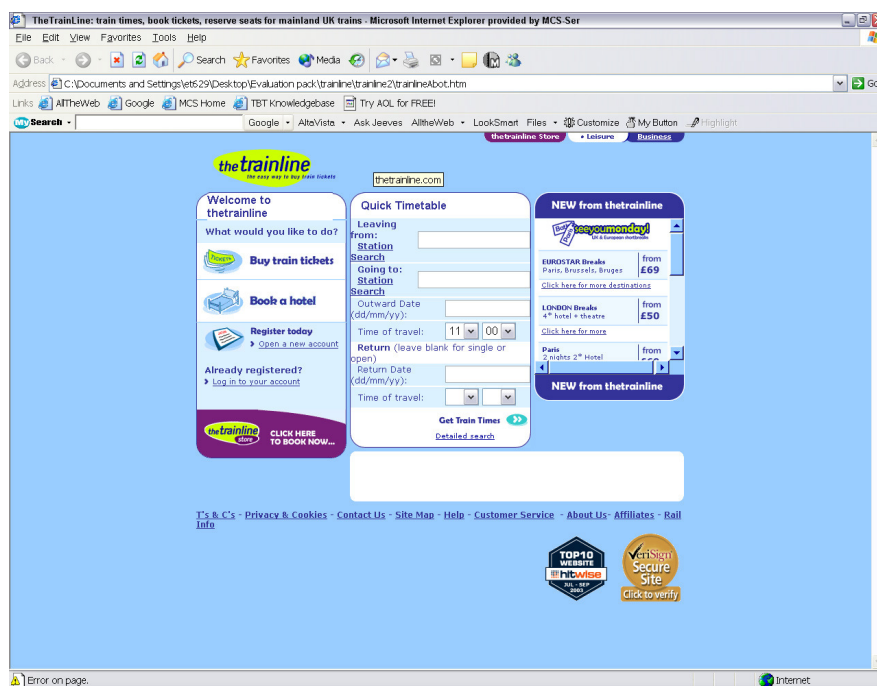 TheTrainLine: train times, book tickets, reserve seats for mainland UK trains - Microsoft Internet Explorer provided by MCS-Ser
File Edit View Favorites Tools Help
Back Search Favorites Media
Address C:\Documents and Settings\et629\Desktop\Evaluation pack\trainline\trainline2\trainlineAbot.htm Go
Links AllTheWeb Google MCS Home TBT Knowledgebase Try AOL for FREE!
My Search Google AltaVista Ask Jeeves AlltheWeb LookSmart Files Customize My Button Highlight
thetrainline Store Leisure Business
the trainline
the easy way to buy train tickets
thetrainline.com
Welcome to
thetrainline
What would you like to do?
TICKETS
Buy train tickets
Book a hotel
Register today
Open a new account
Already registered?
Log in to your account
the trainline
store
CLICK HERE
TO BOOK NOW...
Quick Timetable
Leaving
from:
Station
Search
Going to:
Station
Search
Outward Date
(dd/mm/yy):
Time of travel: 11 00
Return (leave blank for single or
open)
Return Date
(dd/mm/yy):
Time of travel:
Get Train Times
Detailed search
NEW from thetrainline
seeyoumonday!
UK & European shortbreaks
EUROSTAR Breaks from
Paris, Brussels, Bruges £69
Click here for more destinations
LONDON Breaks from
4* hotel + theatre £50
Click here for more
Paris from
2 nights 2* Hotel
NEW from thetrainline
T's & C's - Privacy & Cookies - Contact Us - Site Map - Help - Customer Service - About Us- Affiliates - Rail
Info
TOP10
WEBSITE
hitwise
JUL - SEP
2003
VeriSign
Secure
Site
Click to verify
Error on page. Internet